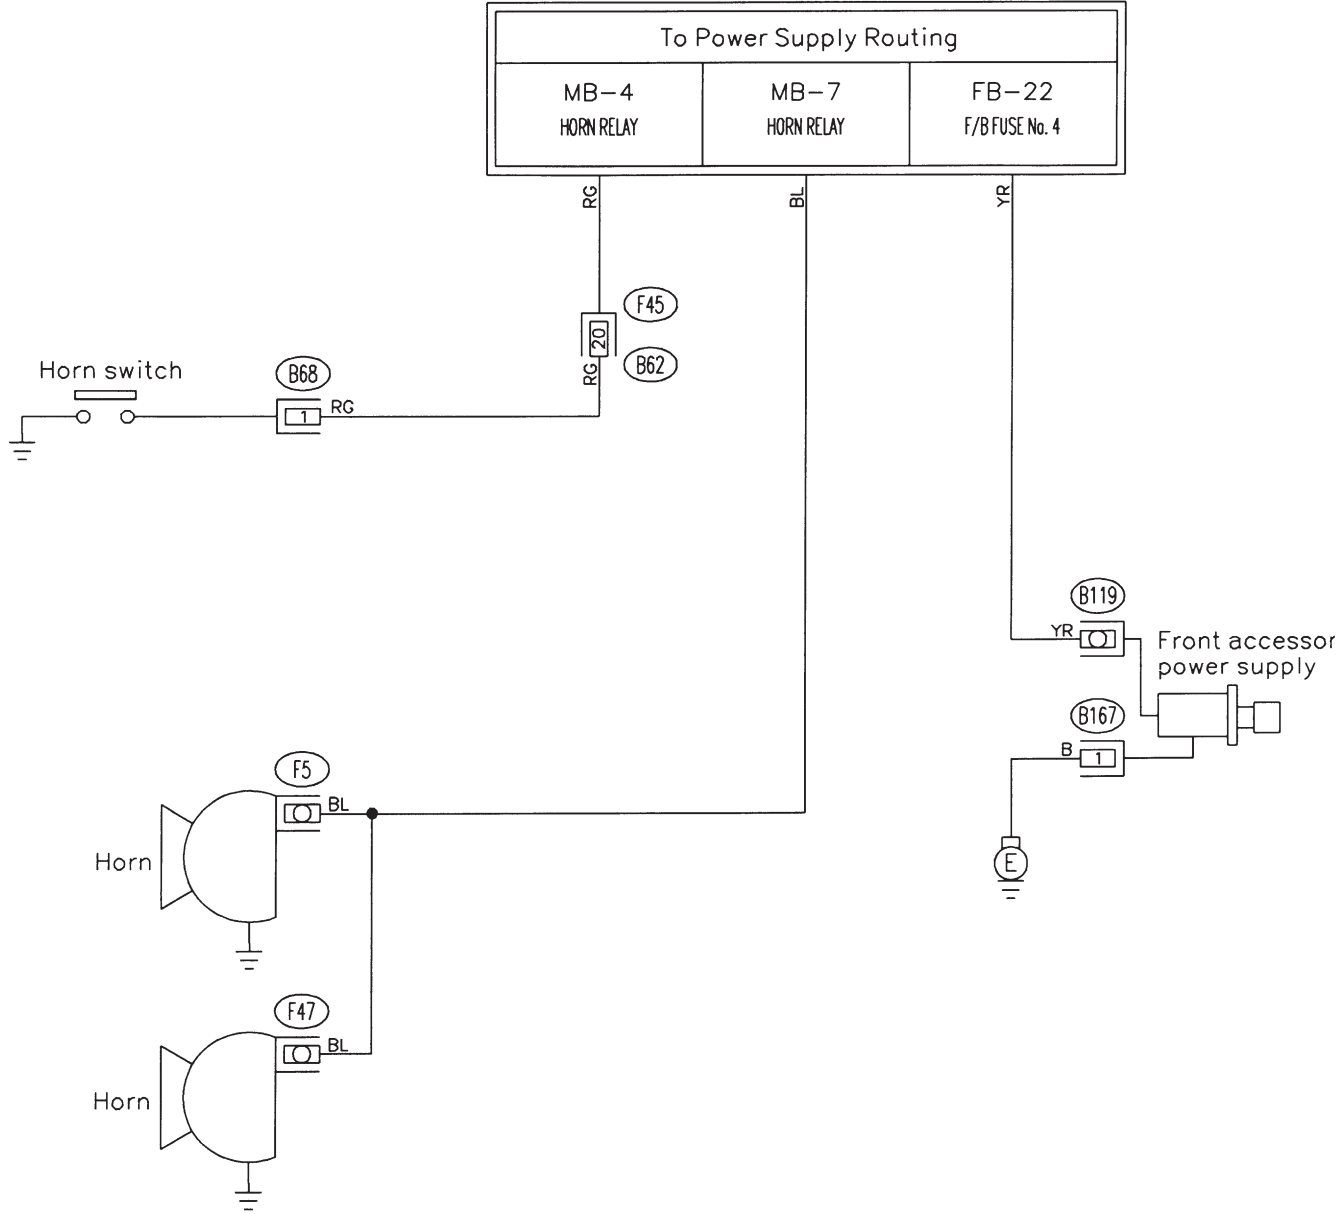 To Power Supply Routing
MB-4
HORN RELAY
MB-7
HORN RELAY
FB-22
F/B FUSE No. 4
RG
BL
YR
F45
20
B62
RG
Horn switch
B68
1
RG
B119
YR
Front accessor
power supply
B167
B
1
E
F5
BL
Horn
F47
BL
Horn